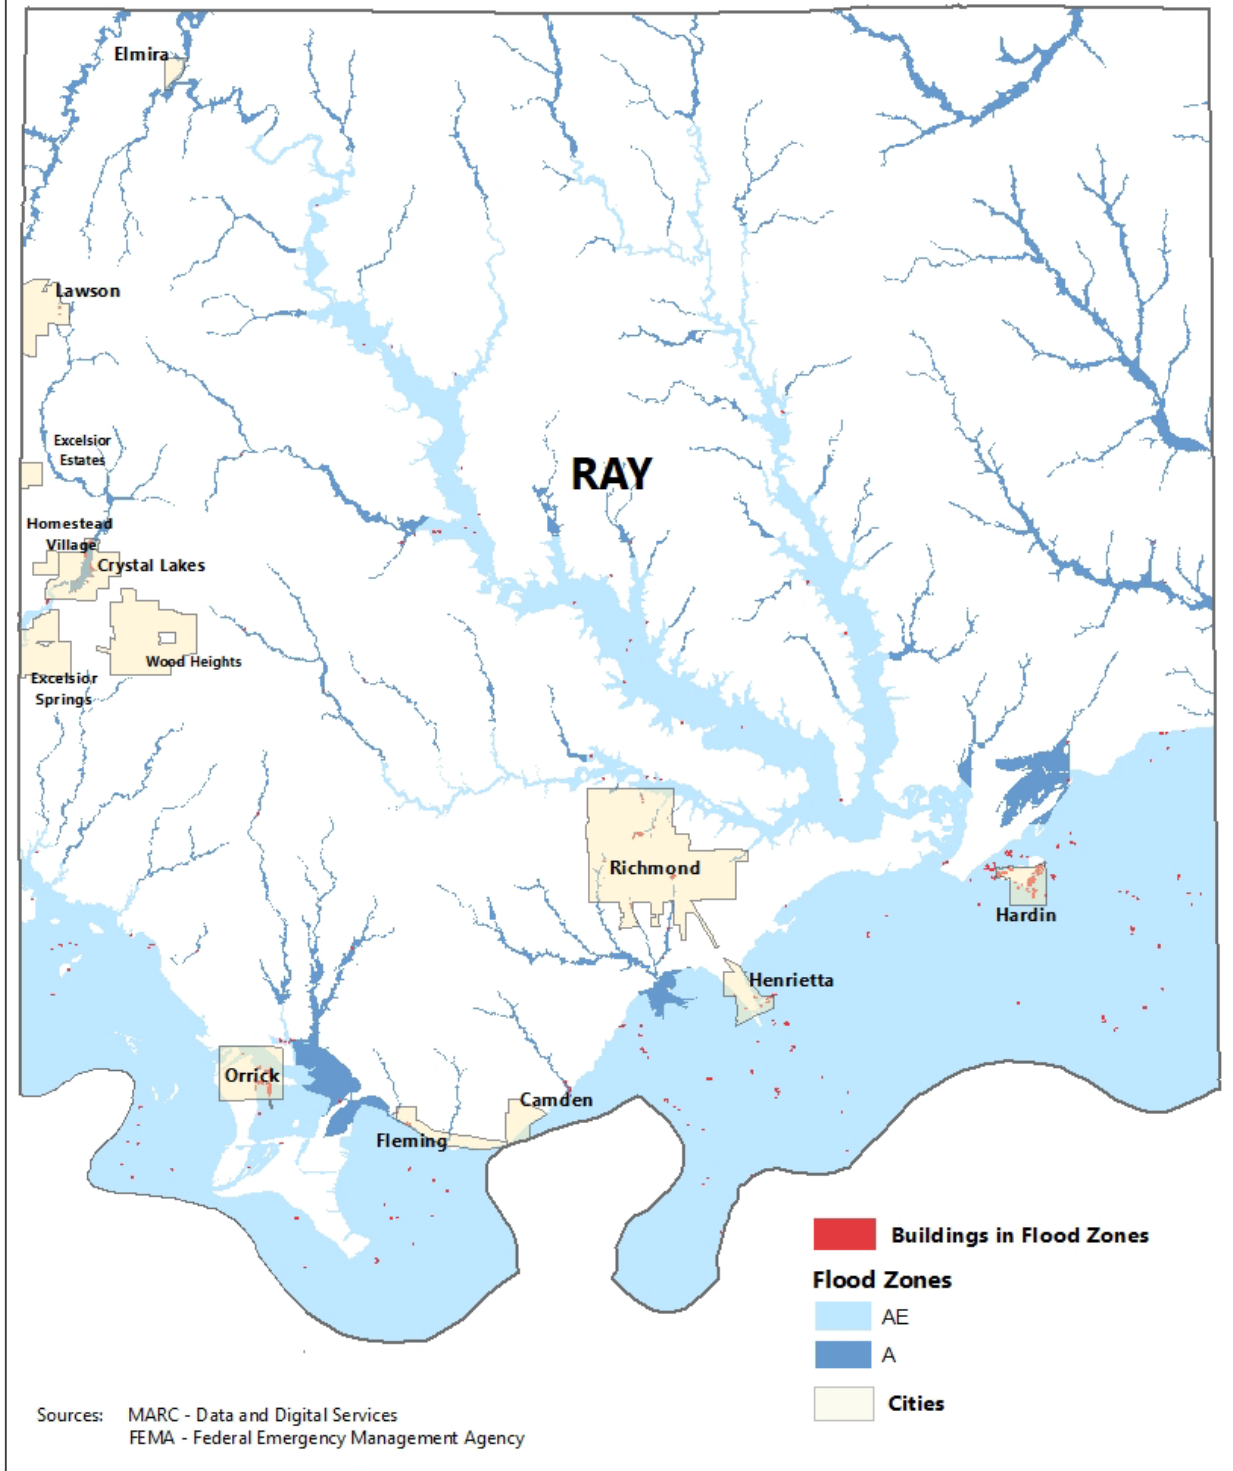 Elmira
Lawson
Excelsior
Estates
RAY
Homestead
Village
Crystal Lakes
Wood Heights
Excelsior
Springs
Richmond
Hardin
Henrietta
Orrick
Camden
Fleming
Buildings in Flood Zones
Flood Zones
AE
A
Cities
Sources: MARC - Data and Digital Services
FEMA - Federal Emergency Management Agency